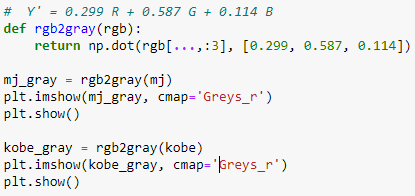 #  Y' = 0.299 R + 0.587 G + 0.114 B
def rgb2gray(rgb):
    return np.dot(rgb[...,:3], [0.299, 0.587, 0.114])

mj_gray = rgb2gray(mj)
plt.imshow(mj_gray, cmap='Greys_r')
plt.show()

kobe_gray = rgb2gray(kobe)
plt.imshow(kobe_gray, cmap='Greys_r')
plt.show()